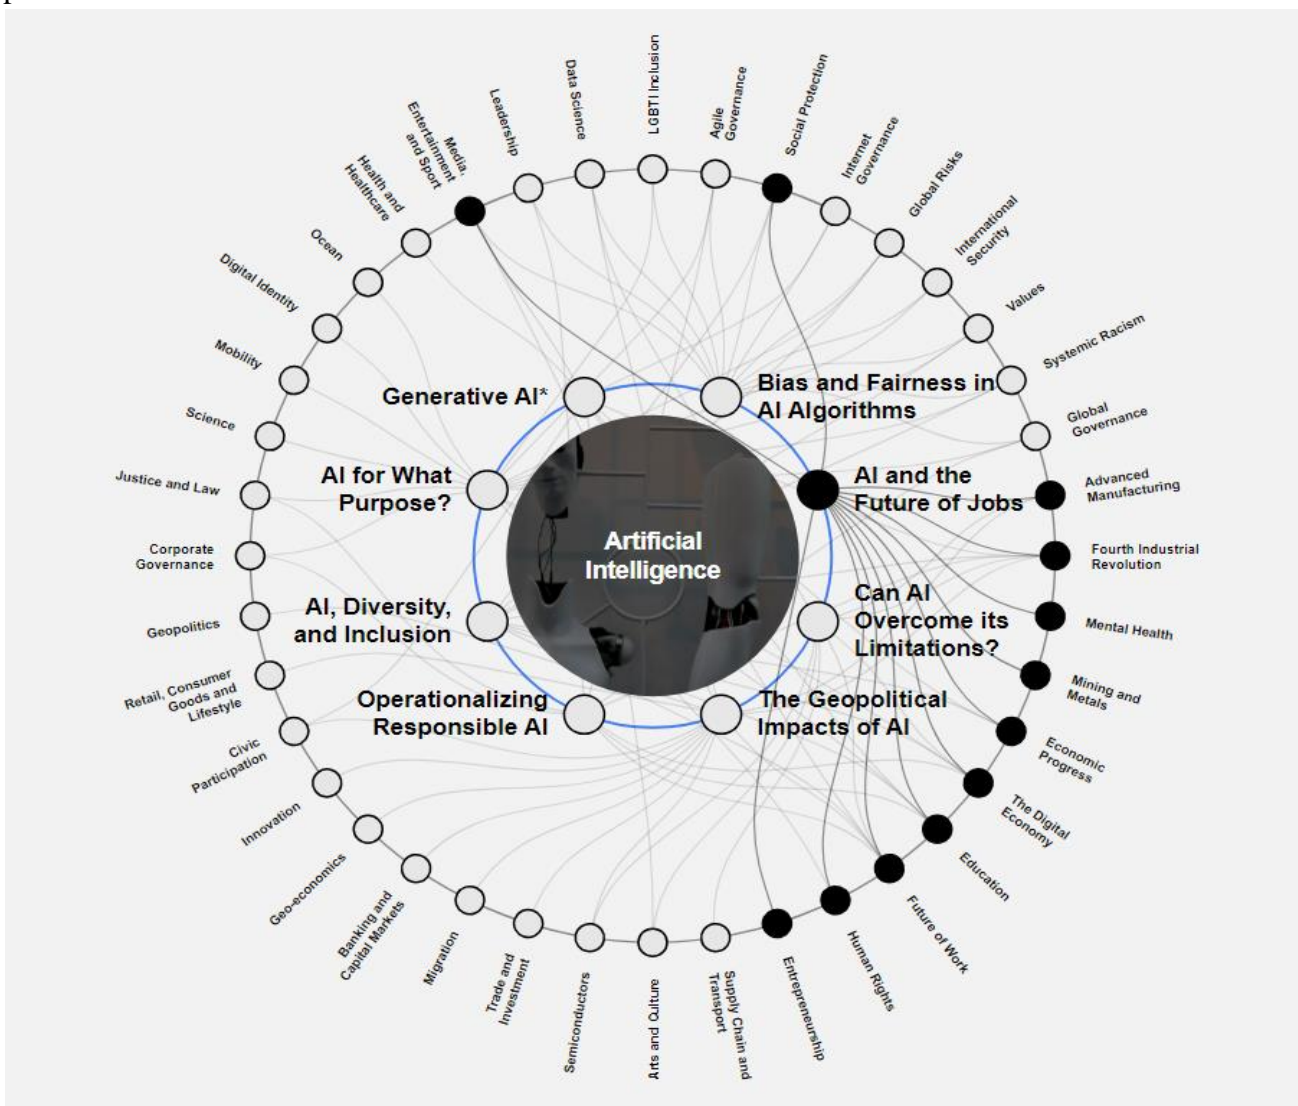 LGBTI Inclusion
Agile
Governance
Social Protection
Internet
Governance
Global Risks
International
Security
Values
Systemic Racism
Global
Governance
Advanced
Manufacturing
Fourth Industrial
Revolution
Mental Health
Mining and
Metals
Economic
Progress
The Digital
Economy
Education
Future of Work
Human Rights
Entrepreneurship
Supply Chain and
Transport
Arts and Culture
Semiconductors
Trade and
Investment
Migration
Banking and
Capital Markets
Geo-economics
Innovation
Civic
Participation
Retail, Consumer
Goods and
Lifestyle
Geopolitics
Corporate
Governance
Justice and Law
Science
Mobility
Digital Identity
Ocean
Health and
Healthcare
Media,
Entertainment
and Sport
Leadership
Data Science
Generative AI*
Bias and Fairness in
AI Algorithms
AI for What
Purpose?
AI and the
Future of Jobs
Artificial
Intelligence
AI, Diversity,
and Inclusion
Can AI
Overcome its
Limitations?
Operationalizing
Responsible AI
The Geopolitical
Impacts of AI